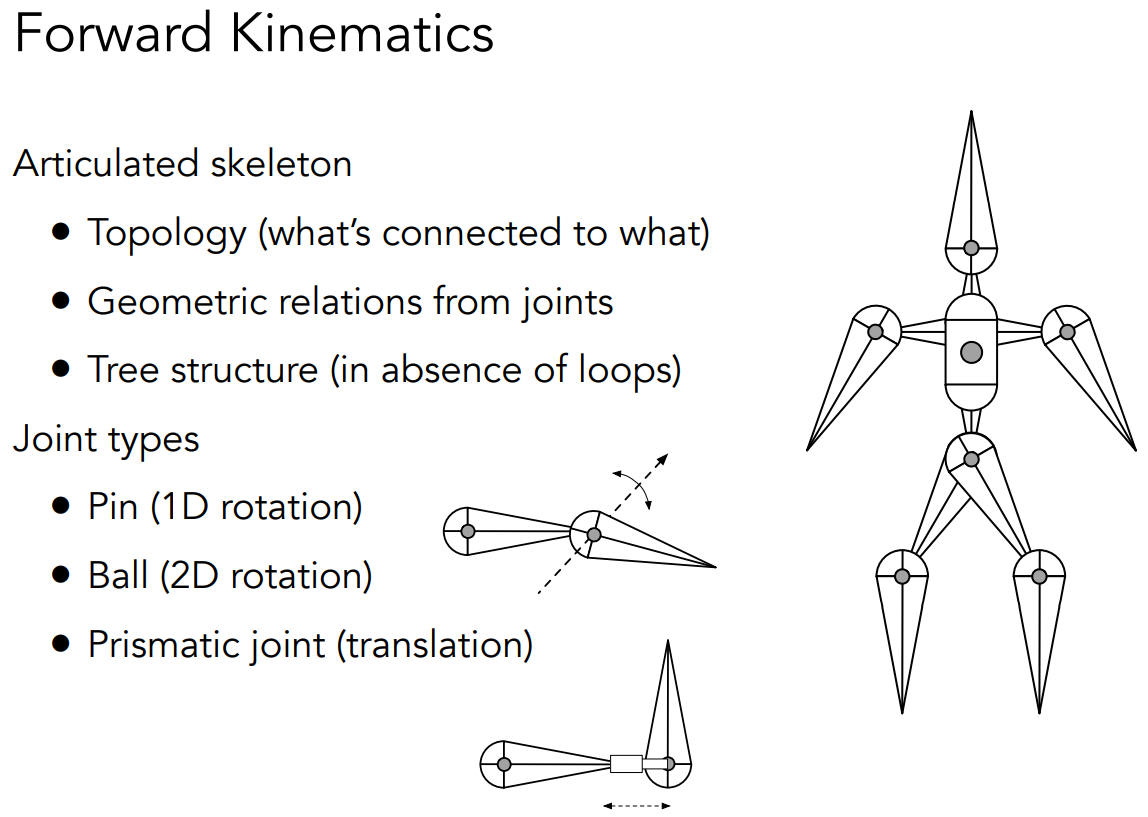 Forward Kinematics
Articulated skeleton
● Topology (what’s connected to what)
● Geometric relations from joints
● Tree structure (in absence of loops)
Joint types
● Pin (1D rotation)
● Ball (2D rotation)
● Prismatic joint (translation)